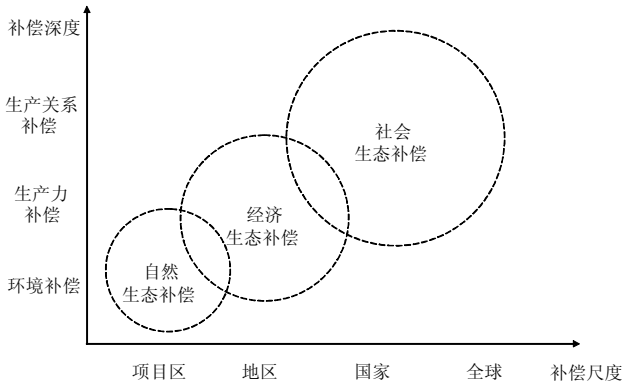 补偿深度
生产关系
补偿
社会
生态补偿
生产力
补偿
经济
生态补偿
自然
生态补偿
环境补偿
项目区
地区
国家
全球
补偿尺度